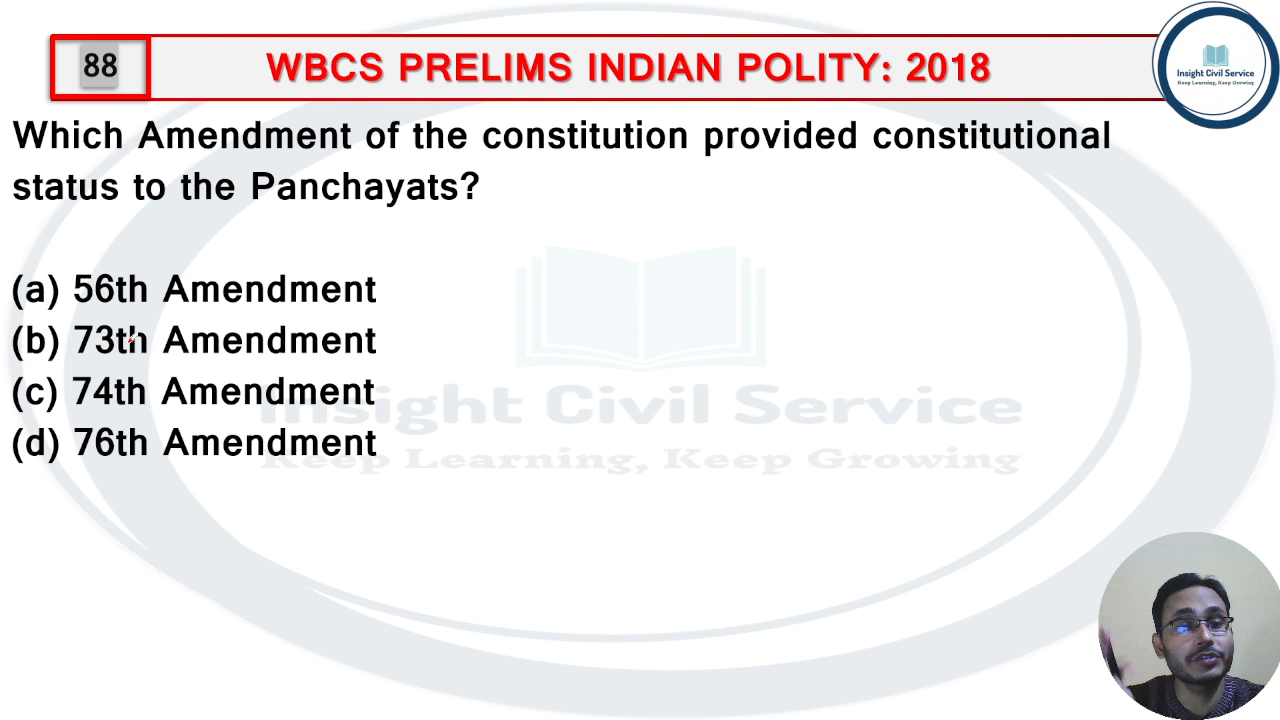 88
WBCS PRELIMS INDIAN POLITY: 2018
Insight Civil Service
Keep Learning, Keep Growing
Which Amendment of the constitution provided constitutional
status to the Panchayats?
(a) 56th Amendment
(b) 73th Amendment
(c) 74th Amendment
(d) 76th Amendment
Insight Civil Service
Keep Learning, Keep Growing